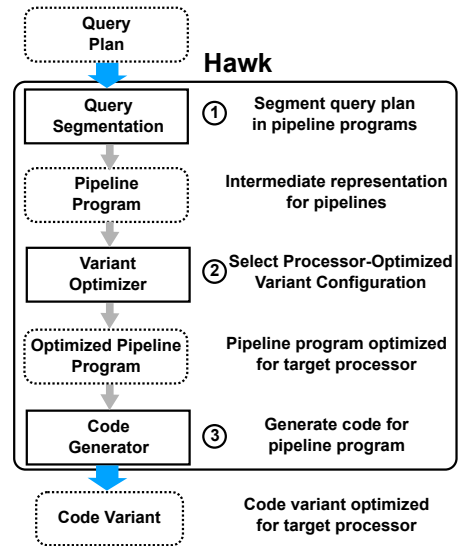 Query
Plan
Hawk
Query
Segmentation
1
Segment query plan
in pipeline programs
Pipeline
Program
Intermediate representation
for pipelines
Variant
Optimizer
2
Select Processor-Optimized
Variant Configuration
Optimized Pipeline
Program
Pipeline program optimized
for target processor
Code
Generator
3
Generate code for
pipeline program
Code Variant
Code variant optimized
for target processor